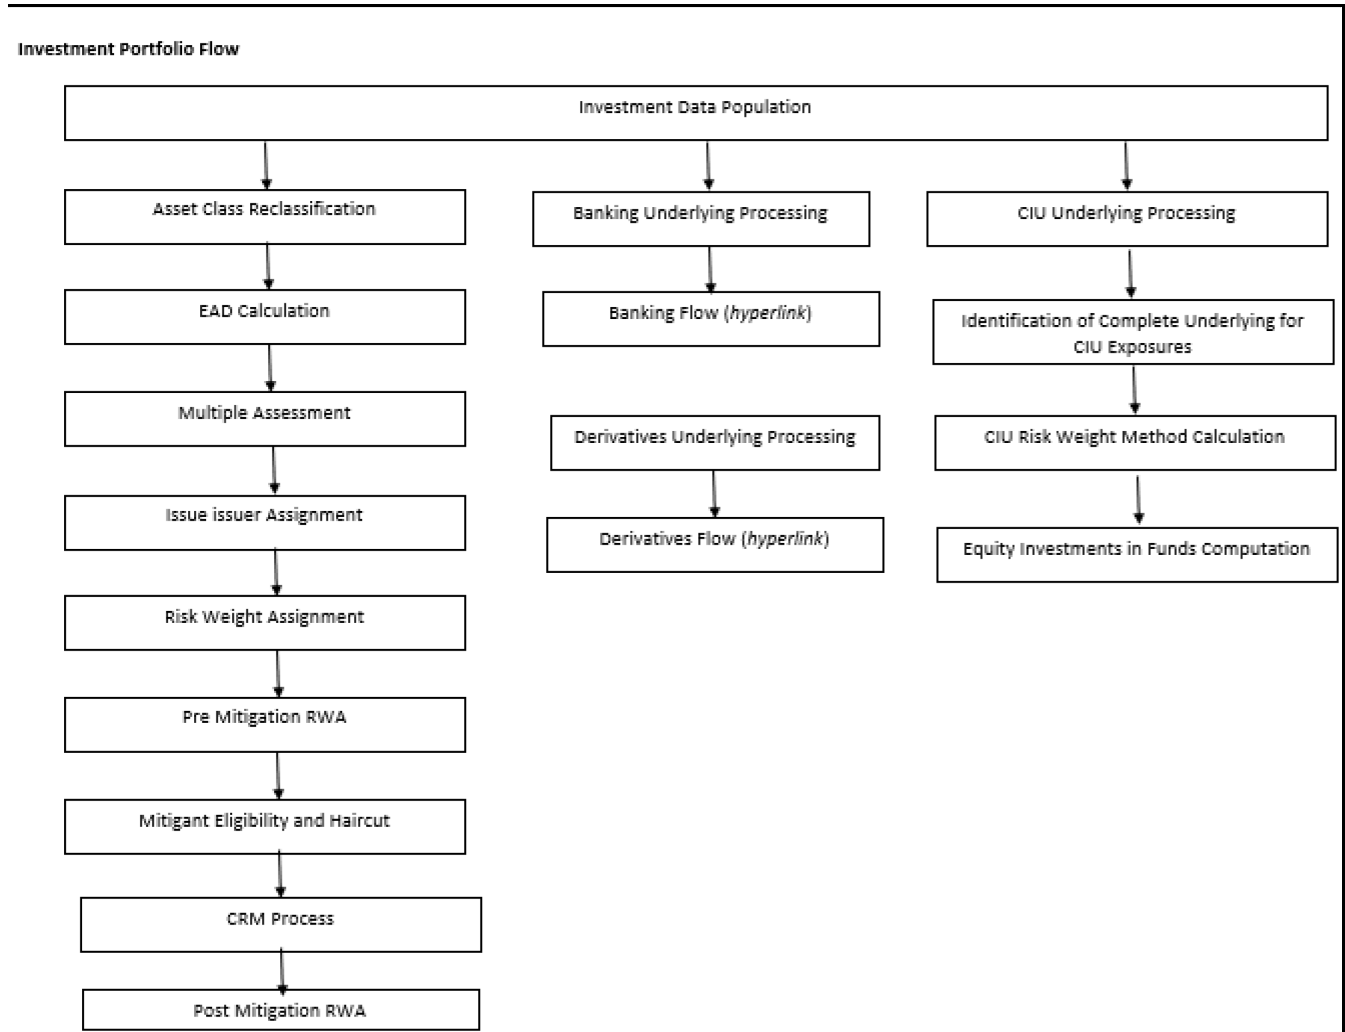 Investment Portfolio Flow
Investment Data Population
Asset Class Reclassification
EAD Calculation
Multiple Assessment
Issue issuer Assignment
Risk Weight Assignment
Pre Mitigation RWA
Mitigant Eligibility and Haircut
CRM Process
Post Mitigation RWA
Banking Underlying Processing
Banking Flow (hyperlink)
Derivatives Underlying Processing
Derivatives Flow (hyperlink)
CIU Underlying Processing
Identification of Complete Underlying for
CIU Exposures
CIU Risk Weight Method Calculation
Equity Investments in Funds Computation